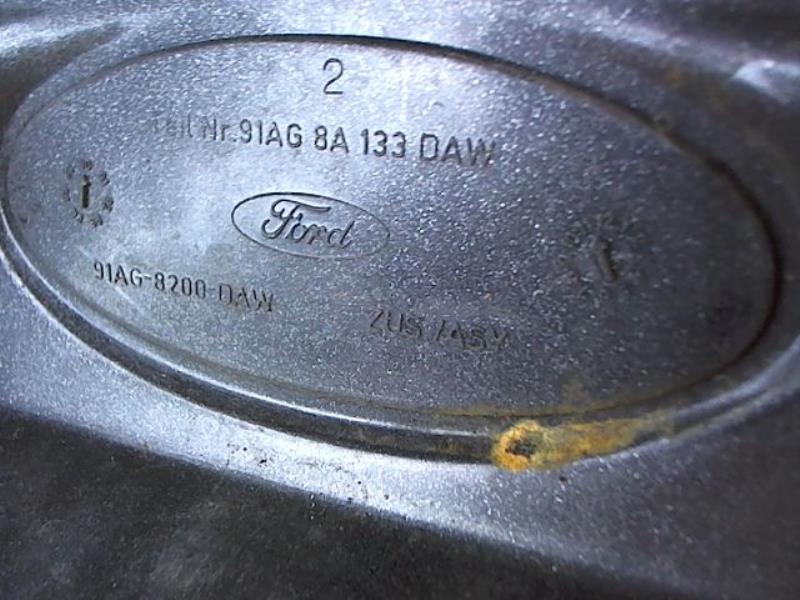 2
Teil Nr.91AG 8A 133 DAW
Ford
91AG-8200-DAW
ZUS/ASY